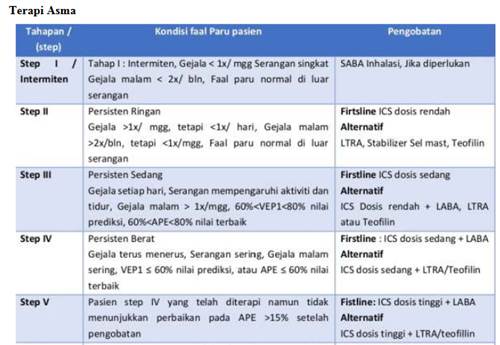 Terapi Asma
Tahapan /
(step)
Kondisi faal Paru pasien
Pengobatan
Step I /
Intermiten
Tahap I : Intermiten, Gejala < 1x/ mgg Serangan singkat
Gejala malam < 2x/ bln, Faal paru normal di luar
serangan
SABA Inhalasi, Jika diperlukan
Step II
Persisten Ringan
Gejala >1x/ mgg, tetapi <1x/ hari, Gejala malam
>2x/bln, tetapi <1x/mgg, Faal paru normal di luar
serangan
Firtsline ICS dosis rendah
Alternatif
LTRA, Stabilizer Sel mast, Teofilin
Step III
Persisten Sedang
Gejala setiap hari, Serangan mempengaruhi aktiviti dan
tidur, Gejala malam > 1x/mgg, 60%<VEP1<80% nilai
prediksi, 60%<APE<80% nilai terbaik
Firstline ICS dosis sedang
Alternatif
ICS Dosis rendah + LABA, LTRA
atau Teofilin
Step IV
Persisten Berat
Gejala terus menerus, Serangan sering, Gejala malam
sering, VEP1 ≤ 60% nilai prediksi, atau APE ≤ 60% nilai
terbaik
Firstline : ICS dosis sedang + LABA
Alternatif
ICS dosis sedang + LTRA/Teofilin
Step V
Pasien step IV yang telah diterapi namun tidak
menunjukkan perbaikan pada APE >15% setelah
pengobatan
Fistline: ICS dosis tinggi + LABA
Alternatif
ICS dosis tinggi + LTRA/teofillin